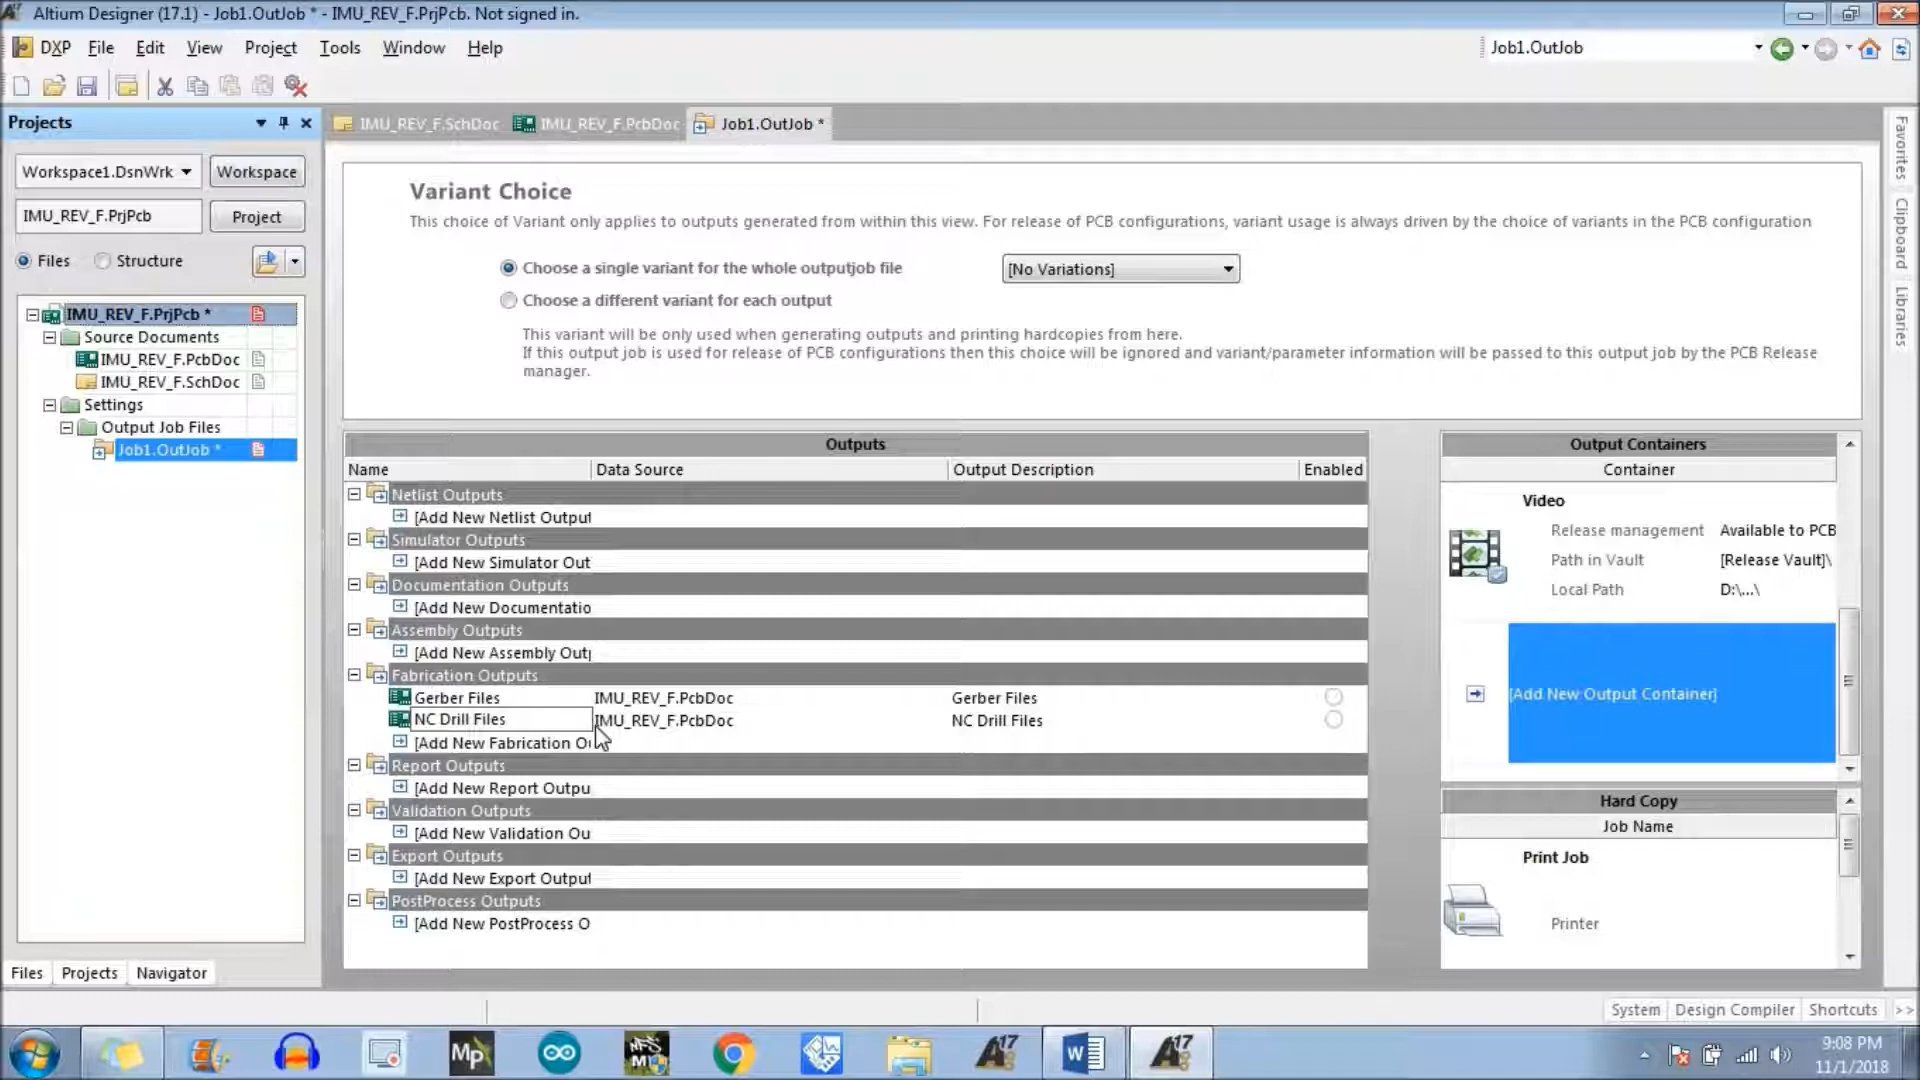 Altium Designer (17.1) - Job1.OutJob * - IMU_REV_F.PrjPcb. Not signed in.
DXP File Edit View Project Tools Window Help
Job1.OutJob
Projects
IMU_REV_F.SchDoc IMU_REV_F.PcbDoc Job1.OutJob *
Workspace1.DsnWrk Workspace
IMU_REV_F.PrjPcb Project
Files Structure
IMU_REV_F.PrjPcb *
Source Documents
IMU_REV_F.PcbDoc
IMU_REV_F.SchDoc
Settings
Output Job Files
Job1.OutJob *
Files Projects Navigator
Variant Choice
This choice of Variant only applies to outputs generated from within this view. For release of PCB configurations, variant usage is always driven by the choice of variants in the PCB configuration
Choose a single variant for the whole outputjob file [No Variations]
Choose a different variant for each output
This variant will be only used when generating outputs and printing hardcopies from here.
If this output job is used for release of PCB configurations then this choice will be ignored and variant/parameter information will be passed to this output job by the PCB Release
manager.
Outputs
Name Data Source Output Description Enabled
Netlist Outputs
[Add New Netlist Output
Simulator Outputs
[Add New Simulator Out
Documentation Outputs
[Add New Documentatio
Assembly Outputs
[Add New Assembly Outp
Fabrication Outputs
Gerber Files IMU_REV_F.PcbDoc Gerber Files
NC Drill Files IMU_REV_F.PcbDoc NC Drill Files
[Add New Fabrication Ou
Report Outputs
[Add New Report Outpu
Validation Outputs
[Add New Validation Ou
Export Outputs
[Add New Export Output
PostProcess Outputs
[Add New PostProcess O
Output Containers
Container
Video
Release management Available to PCB
Path in Vault [Release Vault]\
Local Path D:\...\
[Add New Output Container]
Hard Copy
Job Name
Print Job
Printer
Favorites
Clipboard
Libraries
System Design Compiler Shortcuts >>
Mp
NFS
M
17
W
17
9:08 PM
11/1/2018